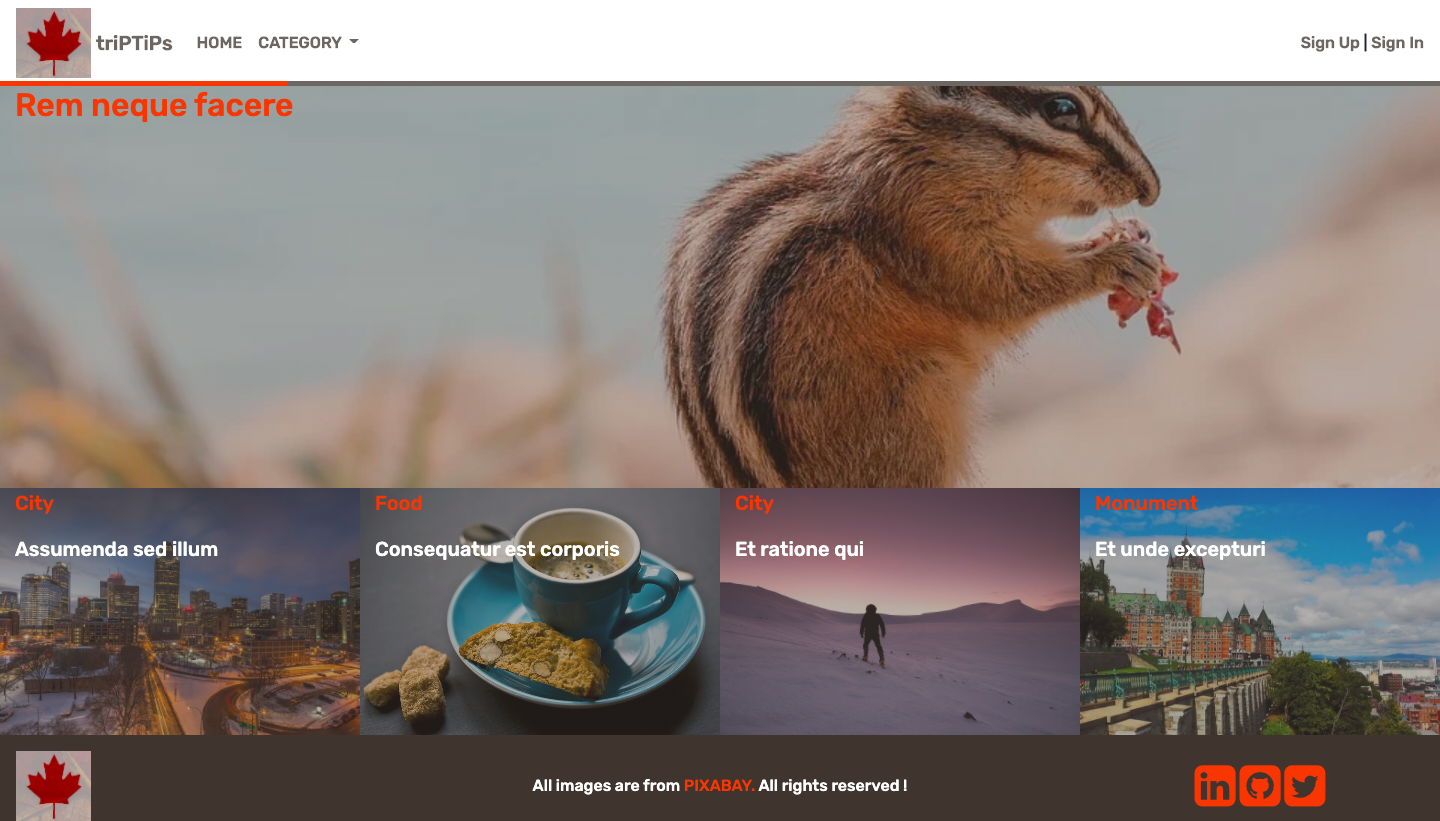 triPTiPs HOME CATEGORY Sign Up | Sign In
Rem neque facere
City
Assumenda sed illum
Food
Consequatur est corporis
City
Et ratione qui
Monument
Et unde excepturi
All images are from PIXABAY. All rights reserved !
in